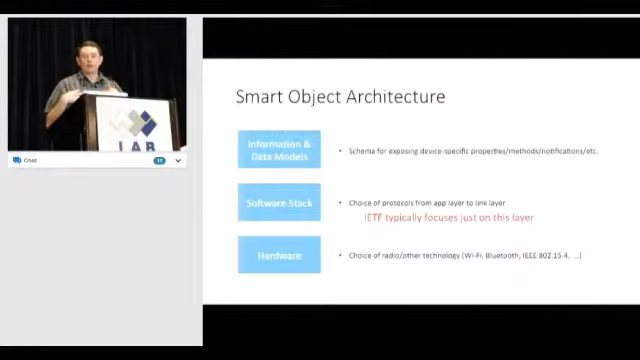 IAB
Chat
11
Smart Object Architecture
Information &
Data Models
• Schema for exposing device-specific properties/methods/notifications/etc.
Software Stack
• Choice of protocols from app layer to link layer
IETF typically focuses just on this layer
Hardware
• Choice of radio/other technology (Wi-Fi, Bluetooth, IEEE 802.15.4, ...)